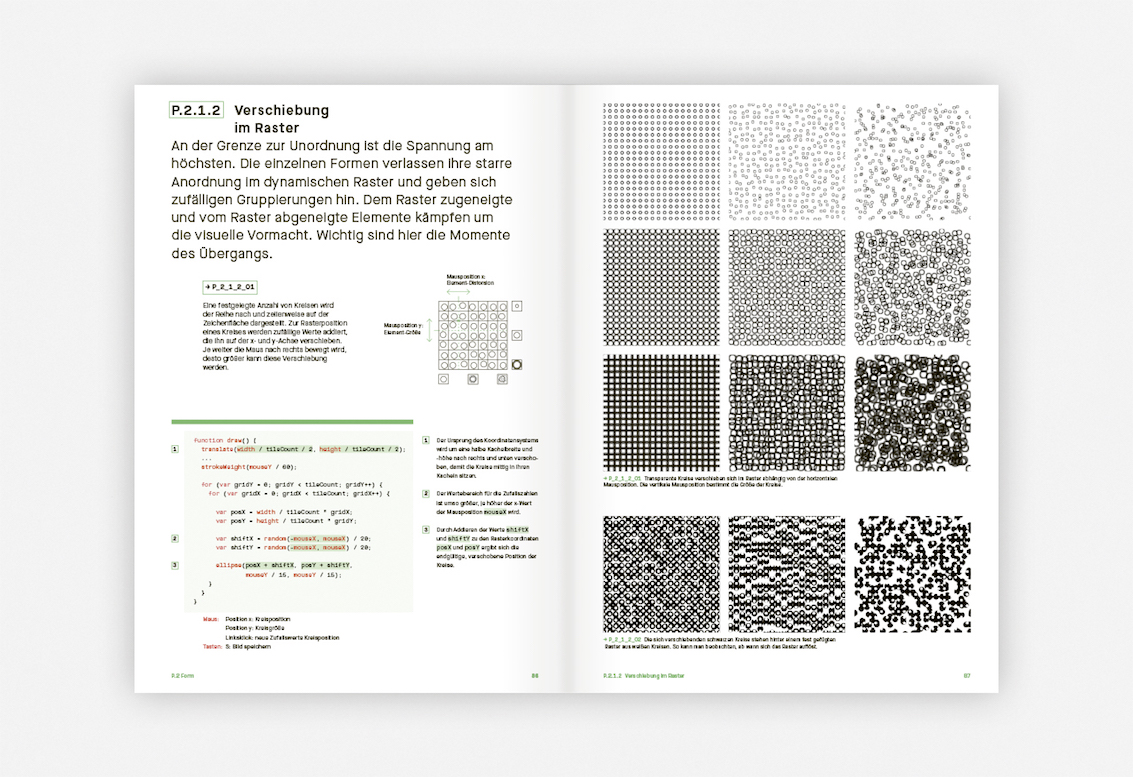 P.2.1.2 Verschiebung
im Raster
An der Grenze zur Unordnung ist die Spannung am
höchsten. Die einzelnen Formen verlassen ihre starre
Anordnung im dynamischen Raster und geben sich
zufälligen Gruppierungen hin. Dem Raster zugeneigte
und vom Raster abgeneigte Elemente kämpfen um
die visuelle Vormacht. Wichtig sind hier die Momente
des Übergangs.
→ P_2_1_2_01
Eine festgelegte Anzahl von Kreisen wird
der Reihe nach und zeilenweise auf der
Zeichenfläche dargestellt. Zur Rasterposition
eines Kreises werden zufällige Werte addiert,
die ihn auf der x- und y-Achse verschieben.
Je weiter die Maus nach rechts bewegt wird,
desto größer kann diese Verschiebung
werden.
Mausposition x:
Element-Distorsion
Mausposition y:
Element-Größe
function draw() {
1 translate(width / tileCount / 2, height / tileCount / 2);
...
strokeWeight(mouseY / 60);
for (var gridY = 0; gridY < tileCount; gridY++) {
for (var gridX = 0; gridX < tileCount; gridX++) {
var posX = width / tileCount * gridX;
var posY = height / tileCount * gridY;
2 var shiftX = random(-mouseX, mouseX) / 20;
var shiftY = random(-mouseX, mouseX) / 20;
3 ellipse(posX + shiftX, posY + shiftY,
mouseY / 15, mouseY / 15);
}
}
}
1 Der Ursprung des Koordinatensystems
wird um eine halbe Kachelbreite und
-höhe nach rechts und unten verscho-
ben, damit die Kreise mittig in ihren
Kacheln sitzen.
2 Der Wertebereich für die Zufallszahlen
ist umso größer, je höher der x-Wert
der Mausposition mouseX wird.
3 Durch Addieren der Werte shiftX
und shiftY zu den Rasterkoordinaten
posX und posY ergibt sich die
endgültige, verschobene Position der
Kreise.
Maus: Position x: Kreisposition
Position y: Kreisgröße
Linksklick: neue Zufallswerte Kreisposition
Tasten: S: Bild speichern
P.2 Form
86
→ P_2_1_2_01 Transparente Kreise verschieben sich im Raster abhängig von der horizontalen
Mausposition. Die vertikale Mausposition bestimmt die Größe der Kreise.
→ P_2_1_2_02 Die sich verschiebenden schwarzen Kreise stehen hinter einem fest gefügten
Raster aus weißen Kreisen. So kann man beobachten, ab wann sich das Raster auflöst.
P.2.1.2 Verschiebung im Raster
87